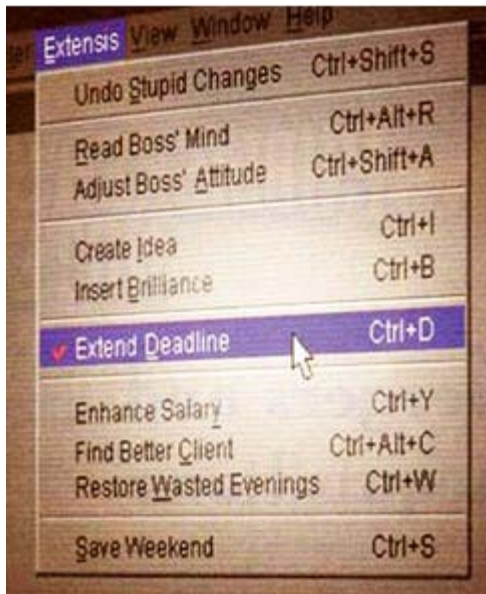 Extensis View Window Help
Undo Stupid Changes Ctrl+Shift+S
Read Boss' Mind Ctrl+Alt+R
Adjust Boss' Attitude Ctrl+Shift+A
Create Idea Ctrl+I
Insert Brilliance Ctrl+B
Extend Deadline Ctrl+D
Enhance Salary Ctrl+Y
Find Better Client Ctrl+Alt+C
Restore Wasted Evenings Ctrl+W
Save Weekend Ctrl+S